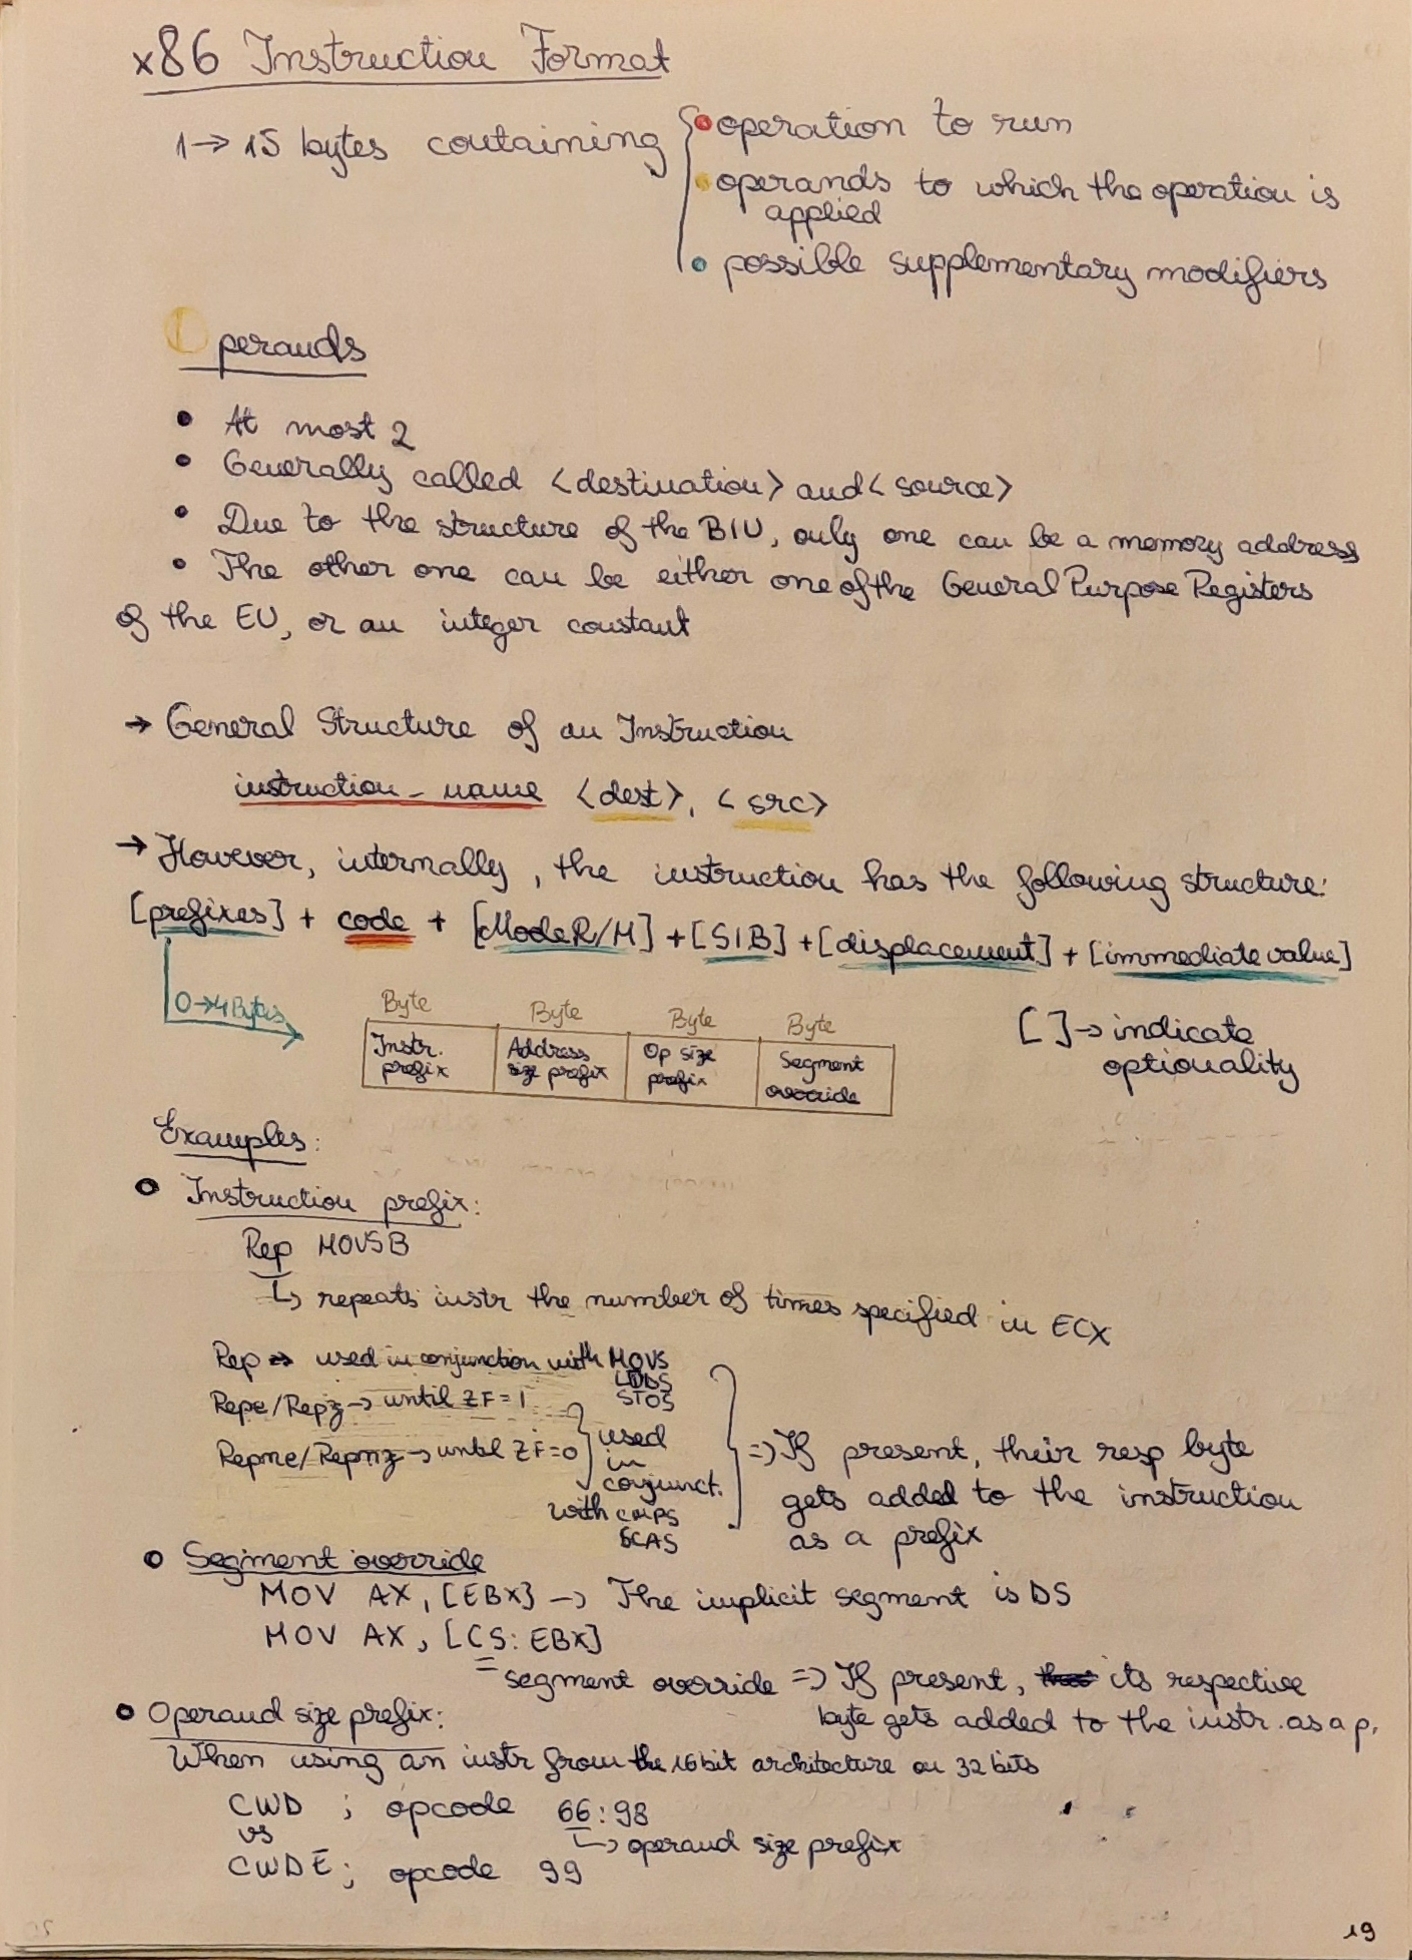 x86 Instruction Format
1→15 bytes containing
operation to run
operands to which the operation is
applied
possible supplementary modifiers
Operands
• At most 2
• Generally called <destination> and <source>
• Due to the structure of the BIU, only one can be a memory address
• The other one can be either one of the General Purpose Registers
of the EU, or an integer constant
→ General Structure of an Instruction
instruction_name <dest>, <src>
→ However, internally, the instruction has the following structure:
[prefixes] + code + [ModeR/M] + [SIB] + [displacement] + [immediate value]
0→4 Bytes
Byte Byte Byte Byte
Instr. prefix
Address size prefix
Op size prefix
Segment override
[ ] → indicate
optionality
Examples:
Instruction prefix:
Rep MOVSB
↳ repeats instr the number of times specified in ECX
Rep → used in conjunction with MOVS
LODS
STOS
Repe/Repz → until ZF=1
Repne/Repnz → until ZF=0
used
in
conjunct.
with CMPS
SCAS
=> If present, their resp byte
gets added to the instruction
as a prefix
Segment override
MOV AX, [EBX] → The implicit segment is DS
MOV AX, [CS: EBX]
segment override => If present, its respective
byte gets added to the instr. as a p.
Operand size prefix:
When using an instr from the 16bit architecture on 32 bits
CWD ; opcode 66:98
↳ operand size prefix
vs
CWDE; opcode 99
19